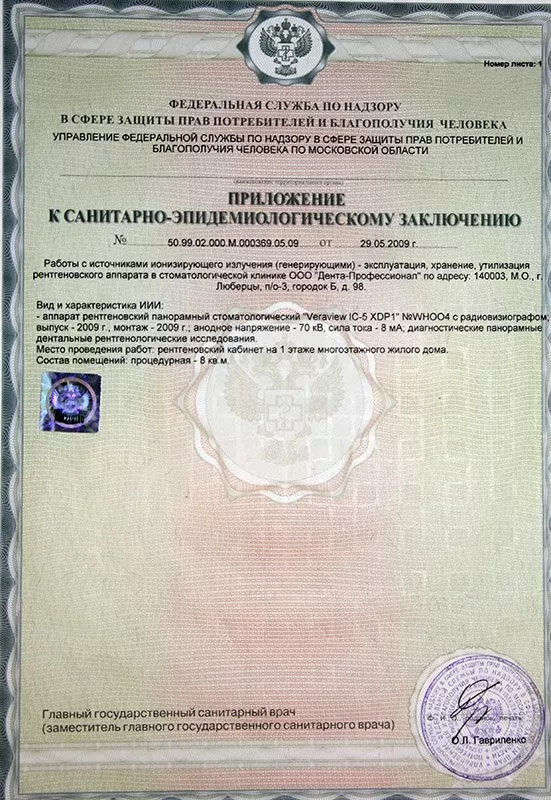 Номер листа: 1
ФЕДЕРАЛЬНАЯ СЛУЖБА ПО НАДЗОРУ
В СФЕРЕ ЗАЩИТЫ ПРАВ ПОТРЕБИТЕЛЕЙ И БЛАГОПОЛУЧИЯ ЧЕЛОВЕКА
УПРАВЛЕНИЕ ФЕДЕРАЛЬНОЙ СЛУЖБЫ ПО НАДЗОРУ В СФЕРЕ ЗАЩИТЫ ПРАВ ПОТРЕБИТЕЛЕЙ И
БЛАГОПОЛУЧИЯ ЧЕЛОВЕКА ПО МОСКОВСКОЙ ОБЛАСТИ
(наименование территориального органа)
ПРИЛОЖЕНИЕ
К САНИТАРНО-ЭПИДЕМИОЛОГИЧЕСКОМУ ЗАКЛЮЧЕНИЮ
№ 50.99.02.000.М.000369.05.09 ОТ 29.05.2009 г.
Работы с источниками ионизирующего излучения (генерирующими) - эксплуатация, хранение, утилизация
рентгеновского аппарата в стоматологической клинике ООО "Дента-Профессионал" по адресу: 140003, М.О., г.
Люберцы, п/о-3, городок Б, д. 98.
Вид и характеристика ИИИ:
- аппарат рентгеновский панорамный стоматологический "Veraview IC-5 XDP1" №WHOO4 с радиовизиографом,
выпуск - 2009 г., монтаж - 2009 г.; анодное напряжение - 70 кВ, сила тока - 8 мА; диагностические панорамные
дентальные рентгенологические исследования.
Место проведения работ: рентгеновский кабинет на 1 этаже многоэтажного жилого дома.
Состав помещений: процедурная - 8 кв.м.
Главный государственный санитарный врач
(заместитель главного государственного санитарного врача)
Ф. И. О., подпись, печать
О.Л. Гавриленко